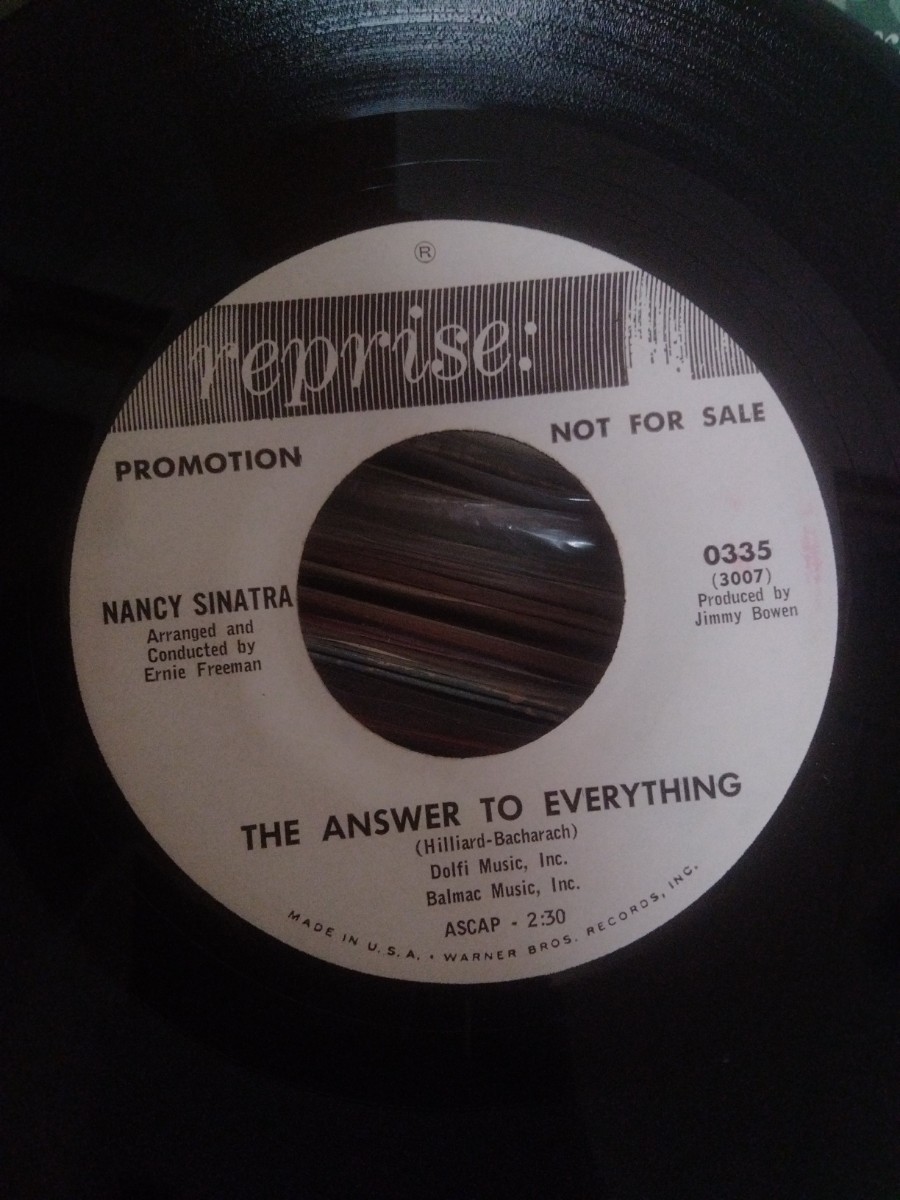 ®
reprise:
PROMOTION
NOT FOR SALE
NANCY SINATRA
Arranged and
Conducted by
Ernie Freeman
0335
(3007)
Produced by
Jimmy Bowen
THE ANSWER TO EVERYTHING
(Hilliard-Bacharach)
Dolfi Music, Inc.
Balmac Music, Inc.
ASCAP - 2:30
MADE IN U.S.A. • WARNER BROS. RECORDS, INC.